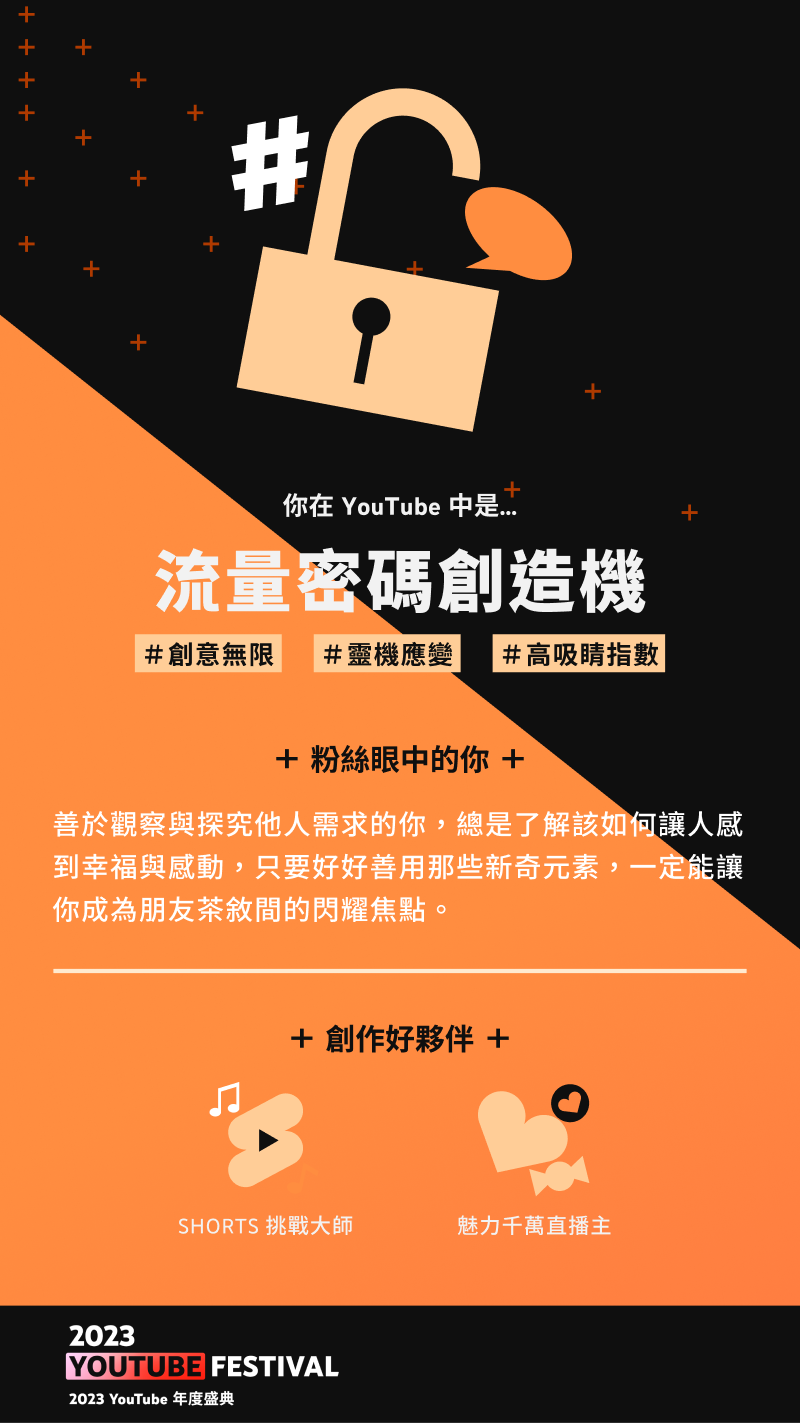 #
你在 YouTube 中是...
流量密碼創造機
#創意無限 #靈機應變 #高吸睛指數
+ 粉絲眼中的你 +
善於觀察與探究他人需求的你，總是了解該如何讓人感
到幸福與感動，只要好好善用那些新奇元素，一定能讓
你成為朋友茶敘間的閃耀焦點。
+ 創作好夥伴 +
SHORTS 挑戰大師 魅力千萬直播主
2023
YOUTUBE FESTIVAL
2023 YouTube 年度盛典